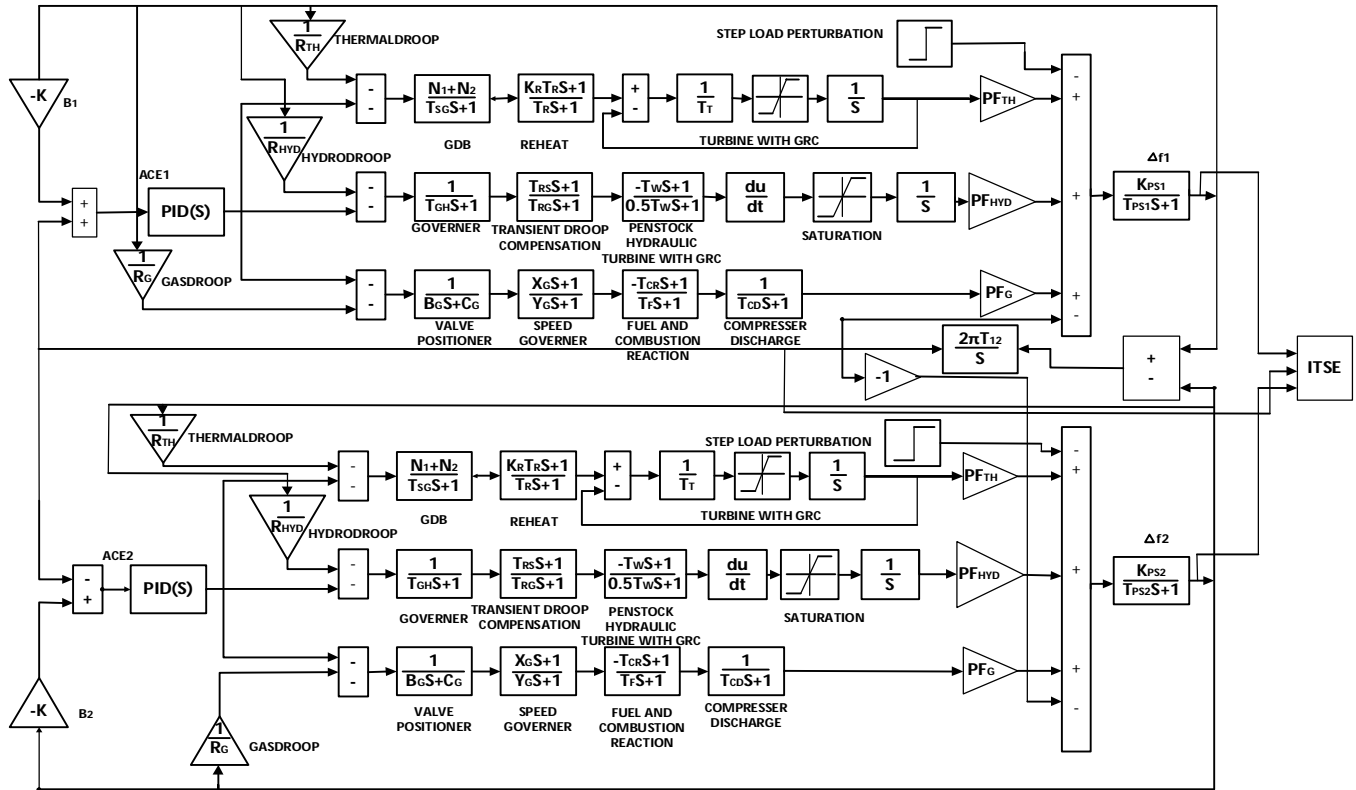 1
RTH
THERMALDROOP
STEP LOAD PERTURBATION
-K
B1
-
-
N1+N2
TSGS+1
KRTRS+1
TRS+1
+
-
1
TT
1
S
PFTH
-
+
GDB
REHEAT
TURBINE WITH GRC
1
RHYD
HYDRODROOP
ACE1
Δf1
+
+
PID(S)
-
-
1
TGHS+1
TRSS+1
TRGS+1
-TWS+1
0.5TWS+1
du
dt
1
S
PFHYD
+
KPS1
TPS1S+1
GOVERNER
TRANSIENT DROOP
COMPENSATION
PENSTOCK
HYDRAULIC
TURBINE WITH GRC
SATURATION
1
RG
GASDROOP
-
-
1
BGS+CG
XGS+1
YGS+1
-TCRS+1
TFS+1
1
TCDS+1
PFG
+
-
VALVE
POSITIONER
SPEED
GOVERNER
FUEL AND
COMBUSTION
REACTION
COMPRESSER
DISCHARGE
2πT12
S
+
-
ITSE
-1
1
RTH
THERMALDROOP
STEP LOAD PERTURBATION
-
-
N1+N2
TSGS+1
KRTRS+1
TRS+1
+
-
1
TT
1
S
PFTH
-
+
GDB
REHEAT
TURBINE WITH GRC
1
RHYD
HYDRODROOP
ACE2
Δf2
-
+
PID(S)
-
-
1
TGHS+1
TRSS+1
TRGS+1
-TWS+1
0.5TWS+1
du
dt
1
S
PFHYD
+
KPS2
TPS2S+1
GOVERNER
TRANSIENT DROOP
COMPENSATION
PENSTOCK
HYDRAULIC
TURBINE WITH GRC
SATURATION
-
-
1
BGS+CG
XGS+1
YGS+1
-TCRS+1
TFS+1
1
TCDS+1
PFG
+
-
-K
B2
VALVE
POSITIONER
SPEED
GOVERNER
FUEL AND
COMBUSTION
REACTION
COMPRESSER
DISCHARGE
1
RG
GASDROOP